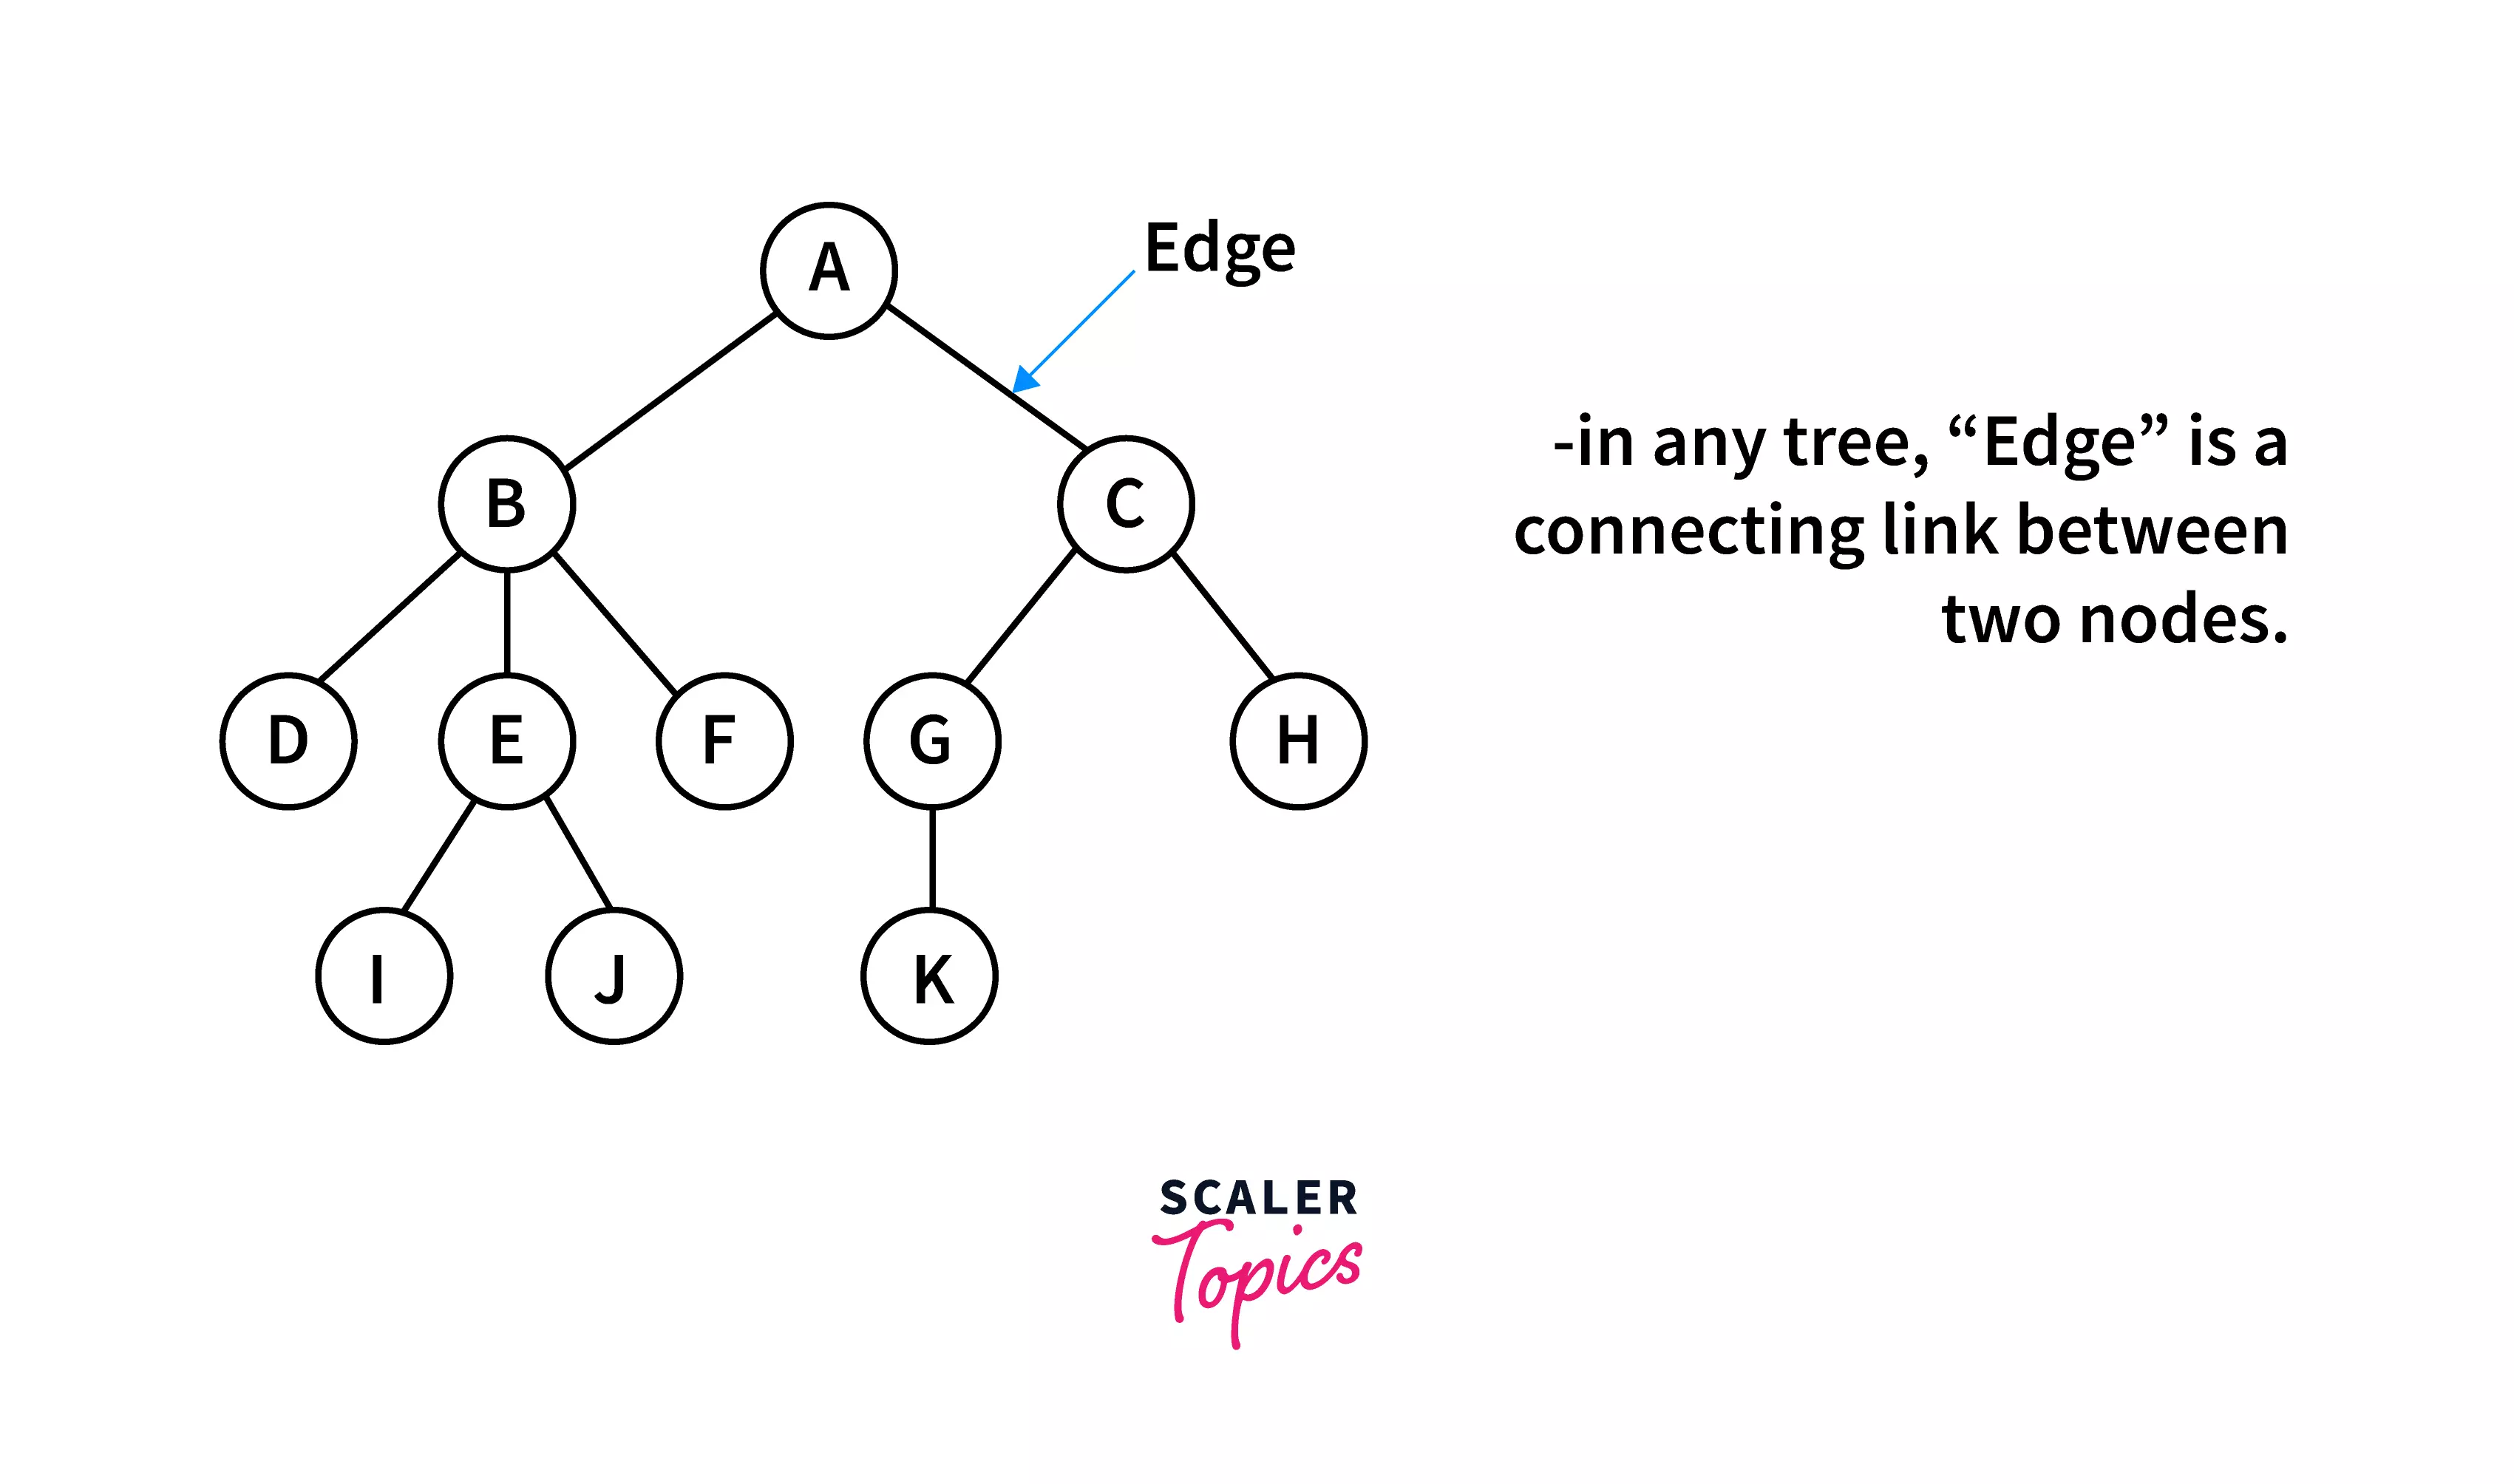 A
Edge
B
C
-in any tree, “Edge” is a
connecting link between
two nodes.
D
E
F
G
H
I
J
K
SCALER
Topics